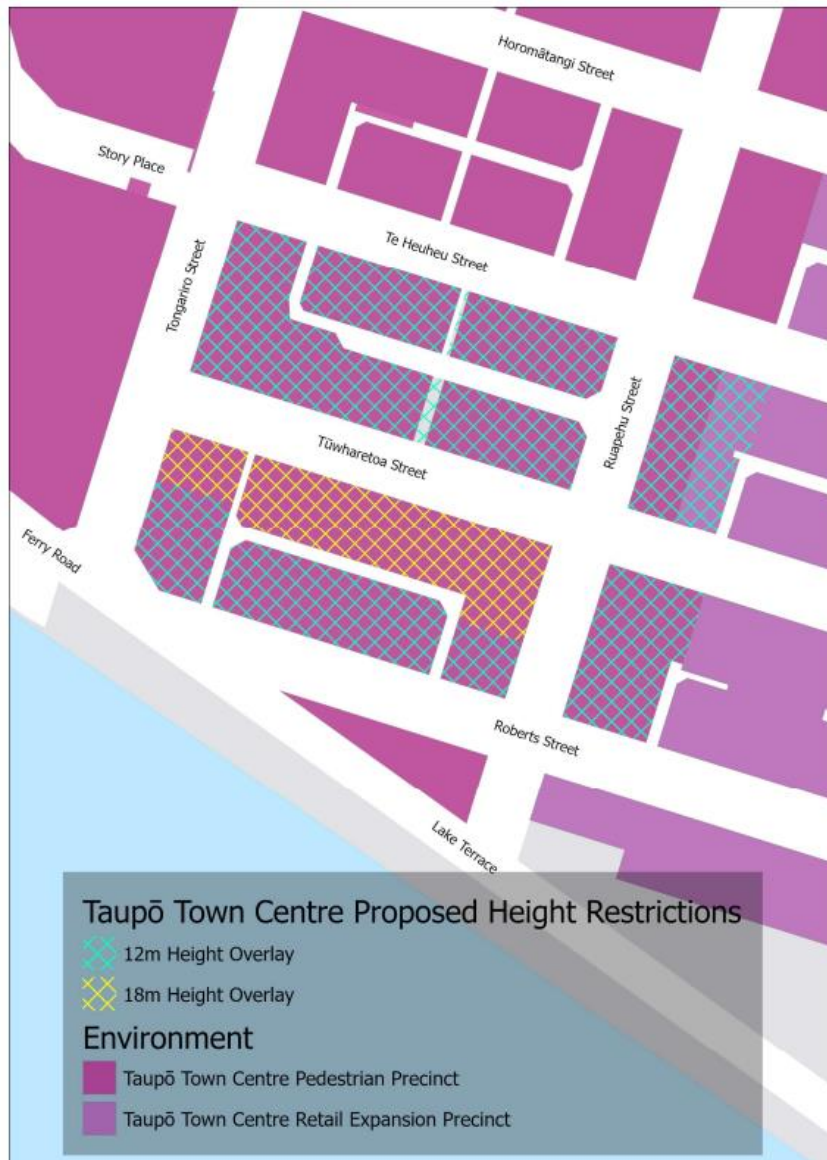 Horomātangi Street
Story Place
Te Heuheu Street
Tongariro Street
Ruapehu Street
Tūwharetoa Street
Ferry Road
Roberts Street
Lake Terrace
Taupō Town Centre Proposed Height Restrictions
12m Height Overlay
18m Height Overlay
Environment
Taupō Town Centre Pedestrian Precinct
Taupō Town Centre Retail Expansion Precinct